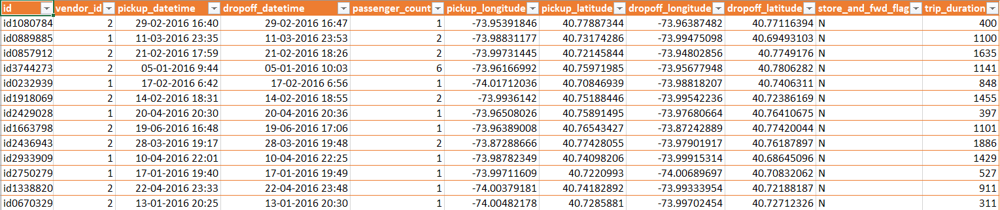 id vendor_id pickup_datetime dropoff_datetime passenger_count pickup_longitude pickup_latitude dropoff_longitude dropoff_latitude store_and_fwd_flag trip_duration
id1080784 2 29-02-2016 16:40 29-02-2016 16:47 1 -73.95391846 40.77887344 -73.96387482 40.77116394 N 400
id0889885 1 11-03-2016 23:35 11-03-2016 23:53 2 -73.98831177 40.73174286 -73.99475098 40.69493103 N 1100
id0857912 2 21-02-2016 17:59 21-02-2016 18:26 2 -73.99731445 40.72145844 -73.94802856 40.7749176 N 1635
id3744273 2 05-01-2016 9:44 05-01-2016 10:03 6 -73.96166992 40.75971985 -73.95677948 40.7806282 N 1141
id0232939 1 17-02-2016 6:42 17-02-2016 6:56 1 -74.01712036 40.70846939 -73.98818207 40.7406311 N 848
id1918069 2 14-02-2016 18:31 14-02-2016 18:55 2 -73.9936142 40.75188446 -73.99542236 40.72386169 N 1455
id2429028 1 20-04-2016 20:30 20-04-2016 20:36 1 -73.96508026 40.75891495 -73.97680664 40.76410675 N 397
id1663798 2 19-06-2016 16:48 19-06-2016 17:06 1 -73.96389008 40.76543427 -73.87242889 40.77420044 N 1101
id2436943 2 28-03-2016 19:17 28-03-2016 19:48 2 -73.87288666 40.77428055 -73.97901917 40.76187897 N 1886
id2933909 1 10-04-2016 22:01 10-04-2016 22:25 1 -73.98782349 40.74098206 -73.99915314 40.68645096 N 1429
id2750279 1 17-01-2016 19:40 17-01-2016 19:49 1 -73.99711609 40.7220993 -74.00689697 40.70832062 N 527
id1338820 2 22-04-2016 23:33 22-04-2016 23:48 1 -74.00379181 40.74182892 -73.99333954 40.72188187 N 911
id0670329 2 13-01-2016 20:25 13-01-2016 20:30 1 -74.00482178 40.7285881 -73.99702454 40.72712326 N 311